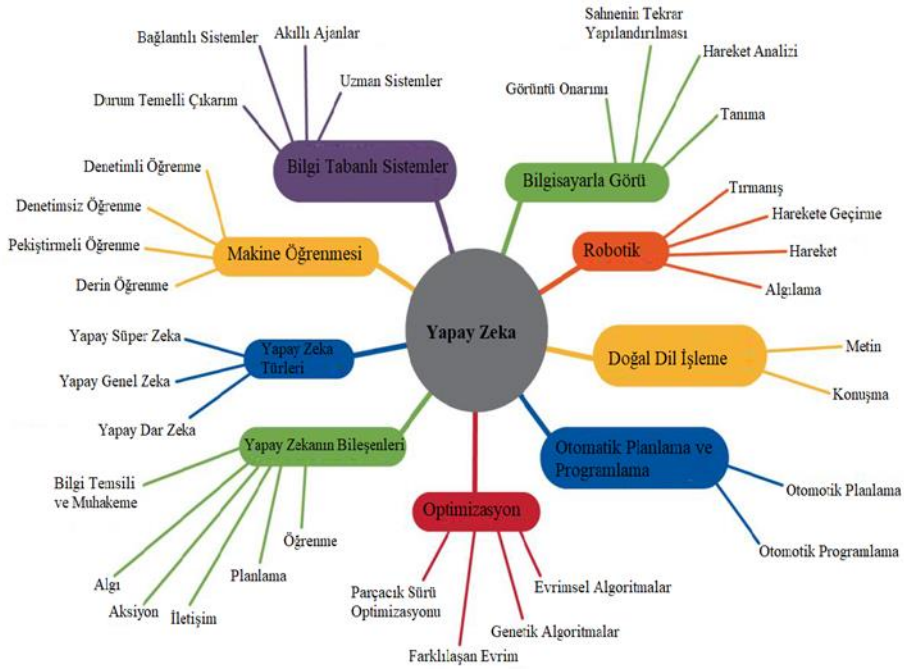 Bağlantılı Sistemler
Akıllı Ajanlar
Uzman Sistemler
Durum Temelli Çıkarım
Bilgi Tabanlı Sistemler
Sahnenin Tekrar
Yapılandırılması
Hareket Analizi
Görüntü Onarımı
Tanıma
Bilgisayarla Görü
Denetimli Öğrenme
Denetimsiz Öğrenme
Pekiştirmeli Öğrenme
Derin Öğrenme
Makine Öğrenmesi
Tırmanış
Harekete Geçirme
Hareket
Algılama
Robotik
Yapay Zeka
Yapay Süper Zeka
Yapay Genel Zeka
Yapay Dar Zeka
Yapay Zeka
Türleri
Doğal Dil İşleme
Metin
Konuşma
Yapay Zekanın Bileşenleri
Bilgi Temsili
ve Muhakeme
Algı
Aksiyon
İletişim
Planlama
Öğrenme
Otomatik Planlama ve
Programlama
Otomotik Planlama
Otomotik Programlama
Optimizasyon
Parçacık Sürü
Optimizasyonu
Farklılaşan Evrim
Genetik Algoritmalar
Evrimsel Algoritmalar